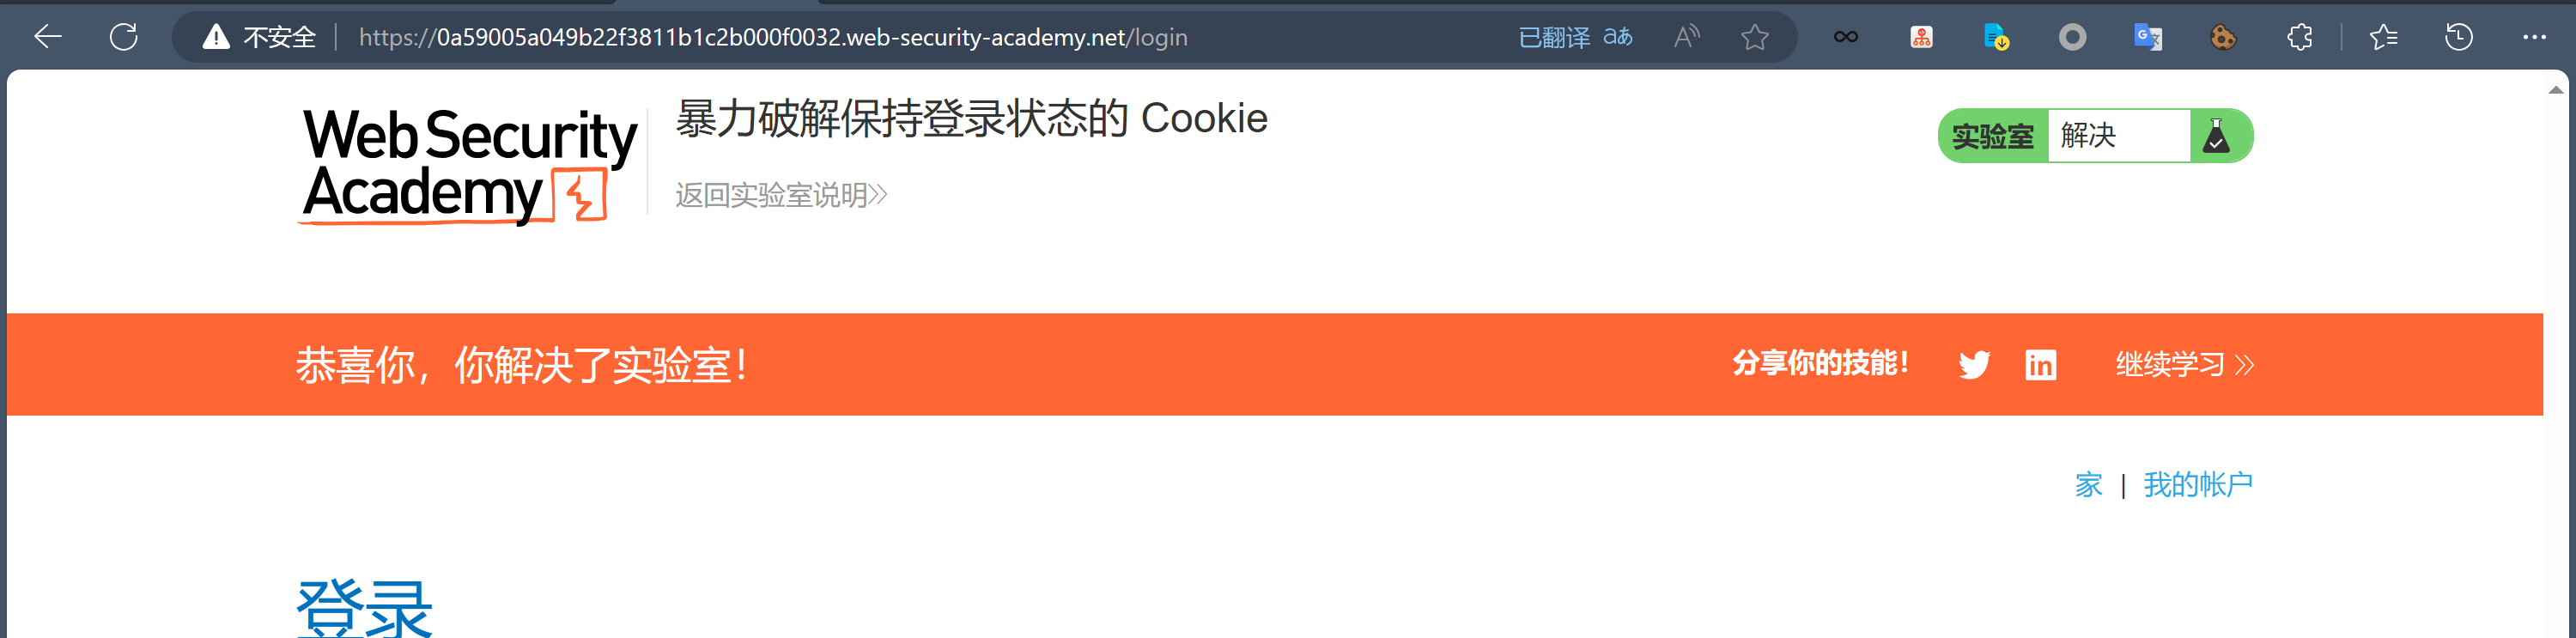 不安全 https://0a59005a049b22f3811b1c2b000f0032.web-security-academy.net/login 已翻译 aあ
Web Security
Academy
暴力破解保持登录状态的 Cookie
返回实验室说明
实验室 解决
恭喜你，你解决了实验室！
分享你的技能！ 继续学习
家 | 我的帐户
登录